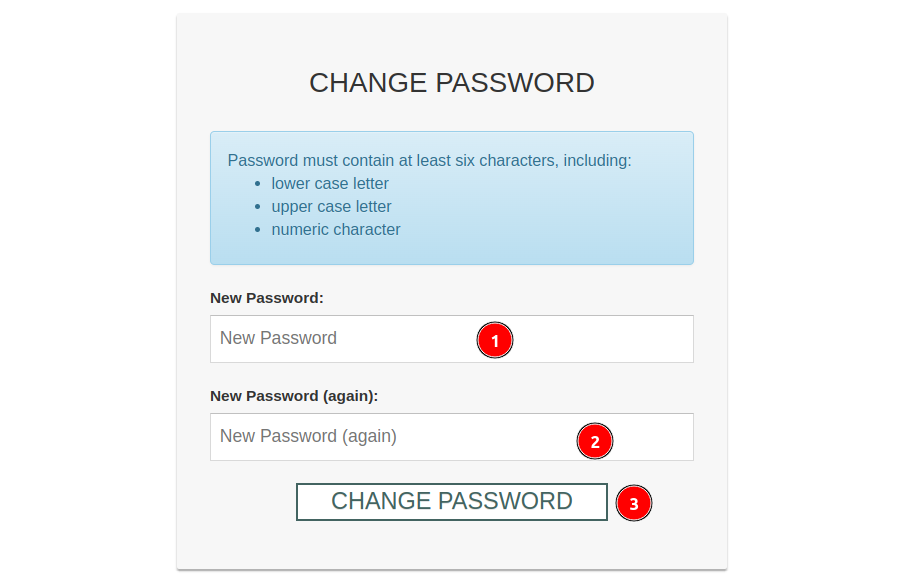 CHANGE PASSWORD
Password must contain at least six characters, including:
• lower case letter
• upper case letter
• numeric character
New Password:
New Password 1
New Password (again):
New Password (again) 2
CHANGE PASSWORD 3